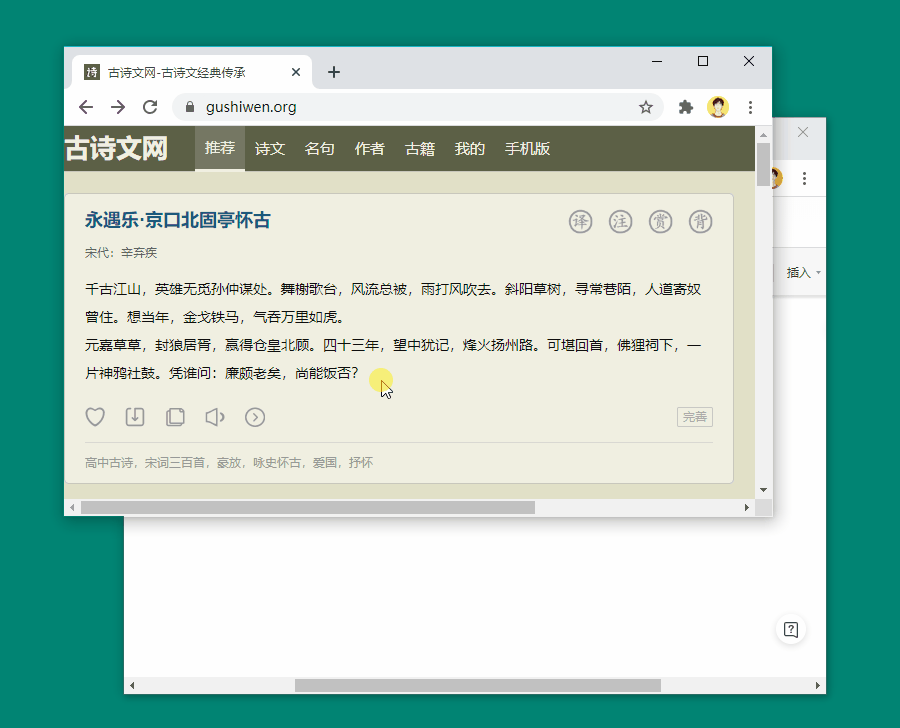 诗 古诗文网-古诗文经典传承
gushiwen.org
古诗文网 推荐 诗文 名句 作者 古籍 我的 手机版
永遇乐·京口北固亭怀古
译 注 赏 背
宋代：辛弃疾
千古江山，英雄无觅孙仲谋处。舞榭歌台，风流总被，雨打风吹去。斜阳草树，寻常巷陌，人道寄奴
曾住。想当年，金戈铁马，气吞万里如虎。
元嘉草草，封狼居胥，赢得仓皇北顾。四十三年，望中犹记，烽火扬州路。可堪回首，佛狸祠下，一
片神鸦社鼓。凭谁问：廉颇老矣，尚能饭否？
完善
高中古诗，宋词三百首，豪放，咏史怀古，爱国，抒怀
插入